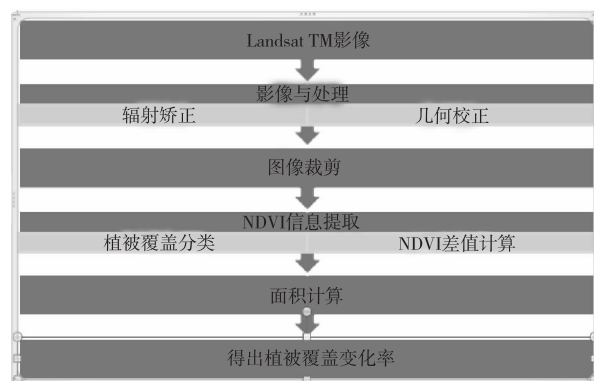 Landsat TM影像
影像与处理
辐射矫正 几何校正
图像裁剪
NDVI信息提取
植被覆盖分类 NDVI差值计算
面积计算
得出植被覆盖变化率